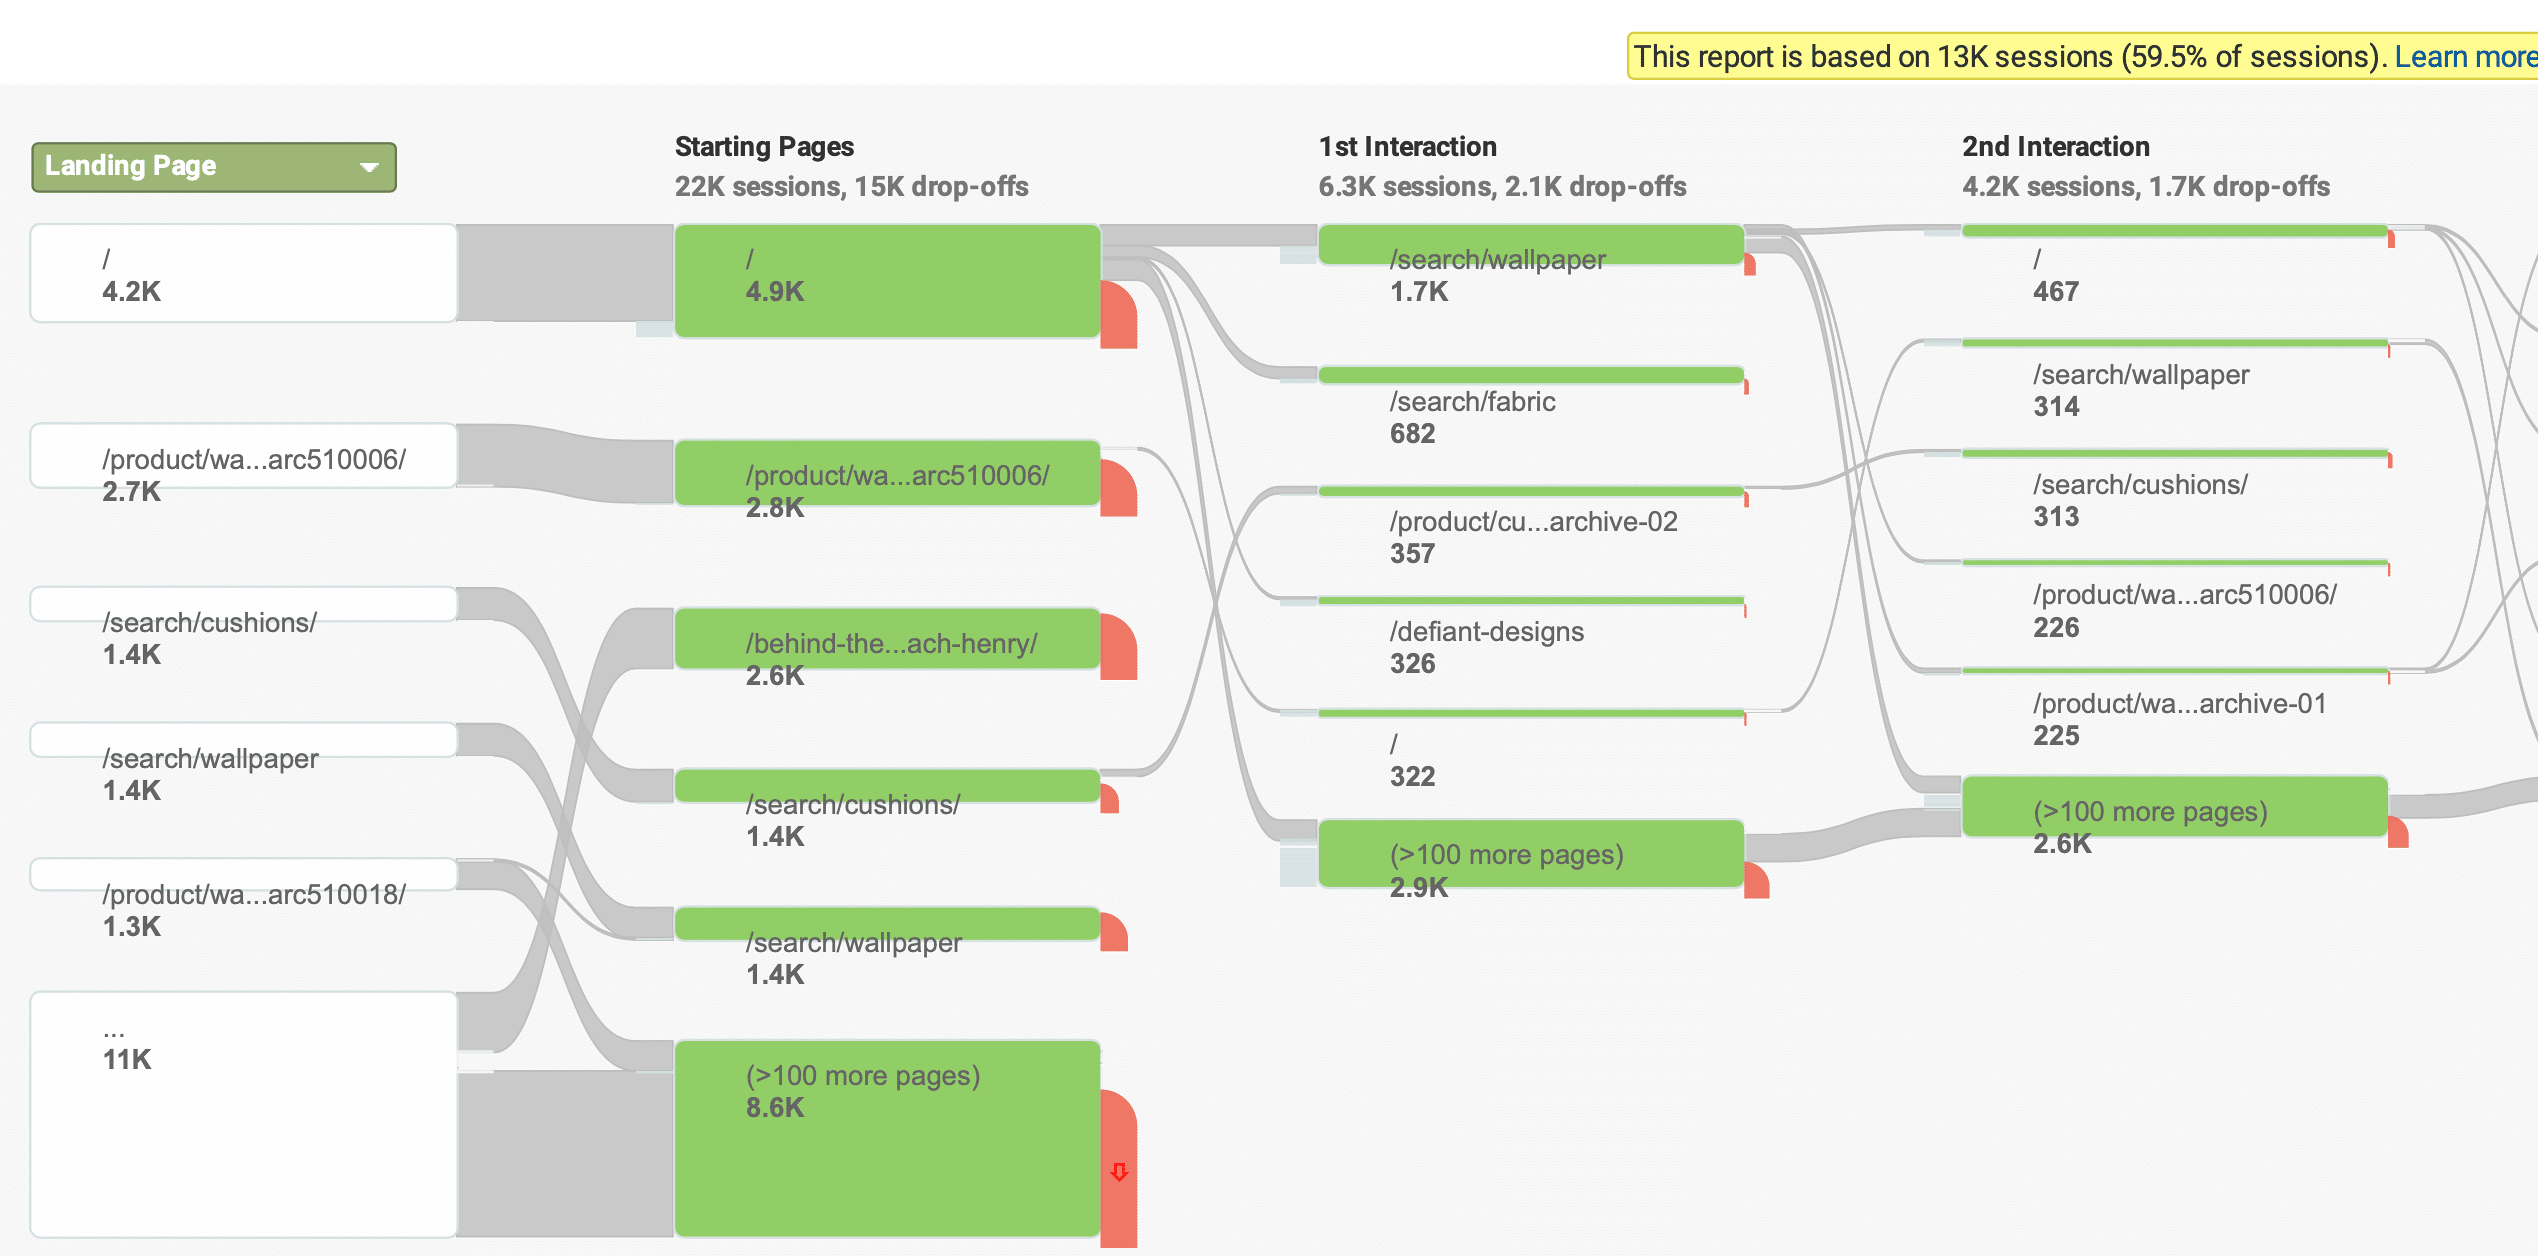 This report is based on 13K sessions (59.5% of sessions). Learn more
Landing Page
/
4.2K
/product/wa...arc510006/
2.7K
/search/cushions/
1.4K
/search/wallpaper
1.4K
/product/wa...arc510018/
1.3K
...
11K
Starting Pages
22K sessions, 15K drop-offs
/
4.9K
/product/wa...arc510006/
2.8K
/behind-the...ach-henry/
2.6K
/search/cushions/
1.4K
/search/wallpaper
1.4K
(>100 more pages)
8.6K
1st Interaction
6.3K sessions, 2.1K drop-offs
/search/wallpaper
1.7K
/search/fabric
682
/product/cu...archive-02
357
/defiant-designs
326
/
322
(>100 more pages)
2.9K
2nd Interaction
4.2K sessions, 1.7K drop-offs
/
467
/search/wallpaper
314
/search/cushions/
313
/product/wa...arc510006/
226
/product/wa...archive-01
225
(>100 more pages)
2.6K